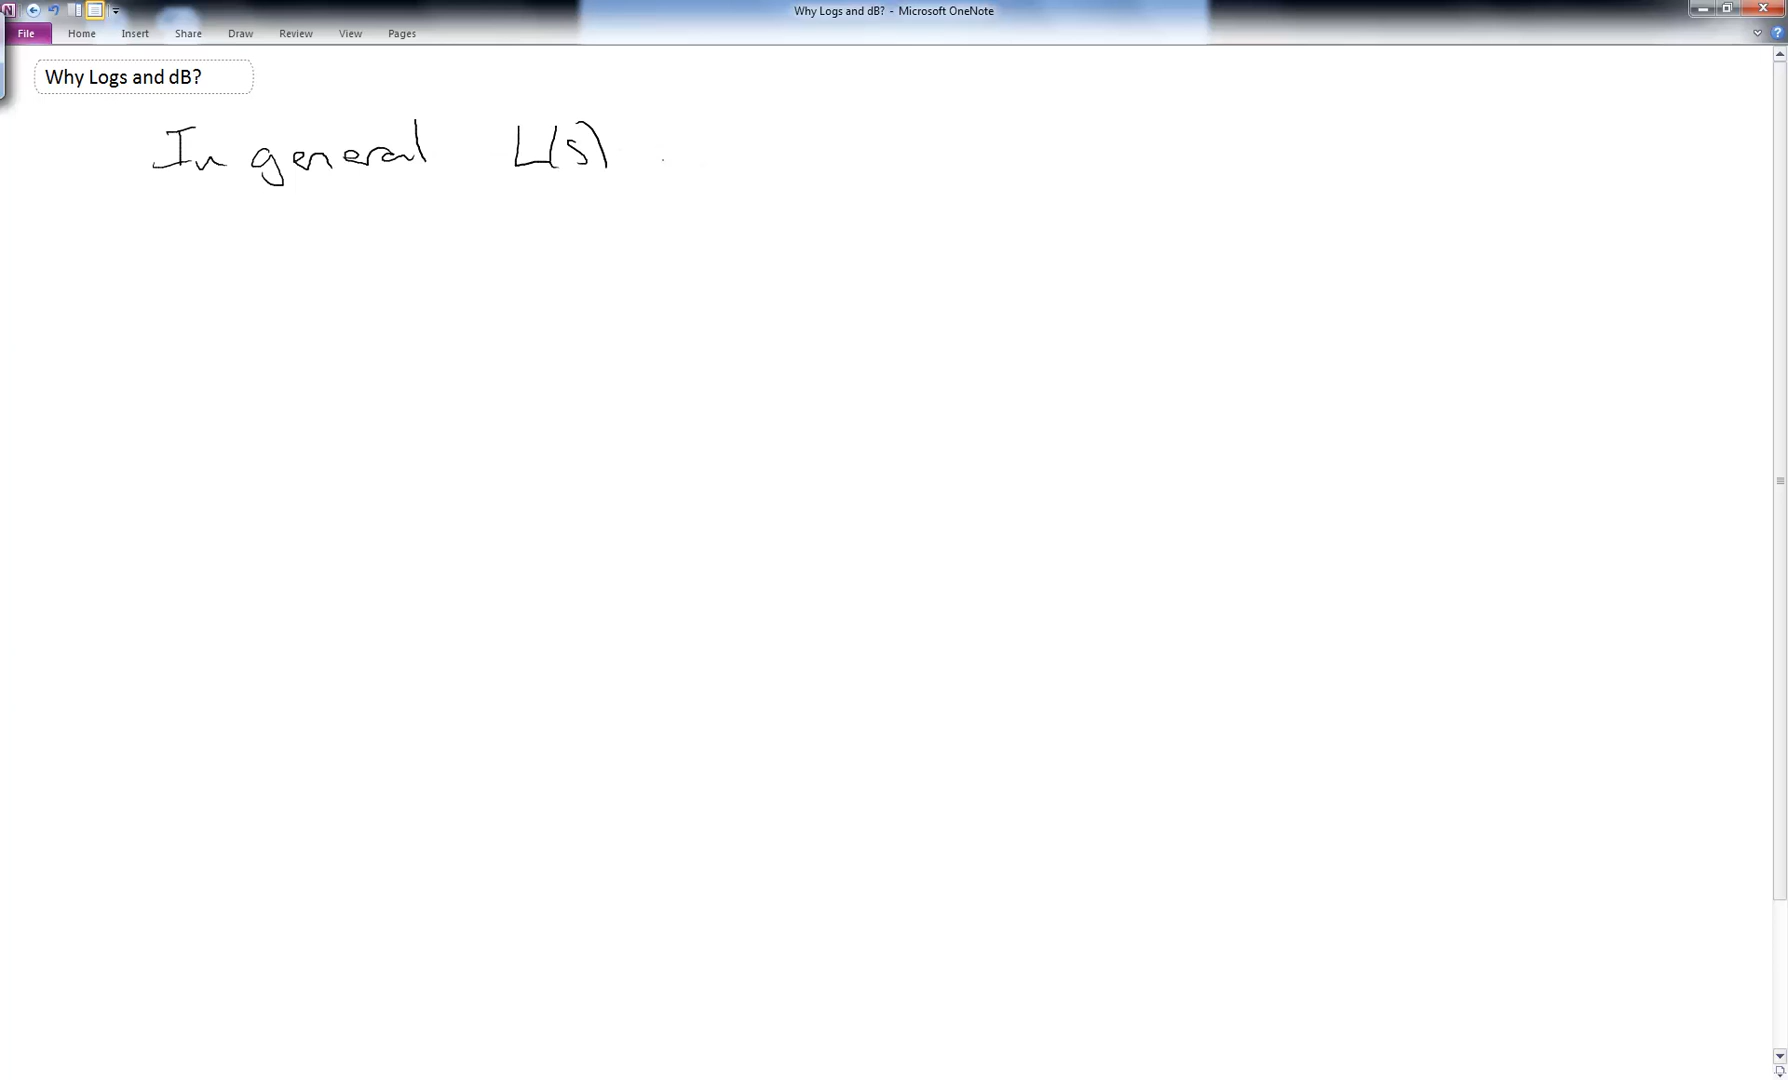 Why Logs and dB? - Microsoft OneNote
File Home Insert Share Draw Review View Pages
Why Logs and dB?
In general L(s)